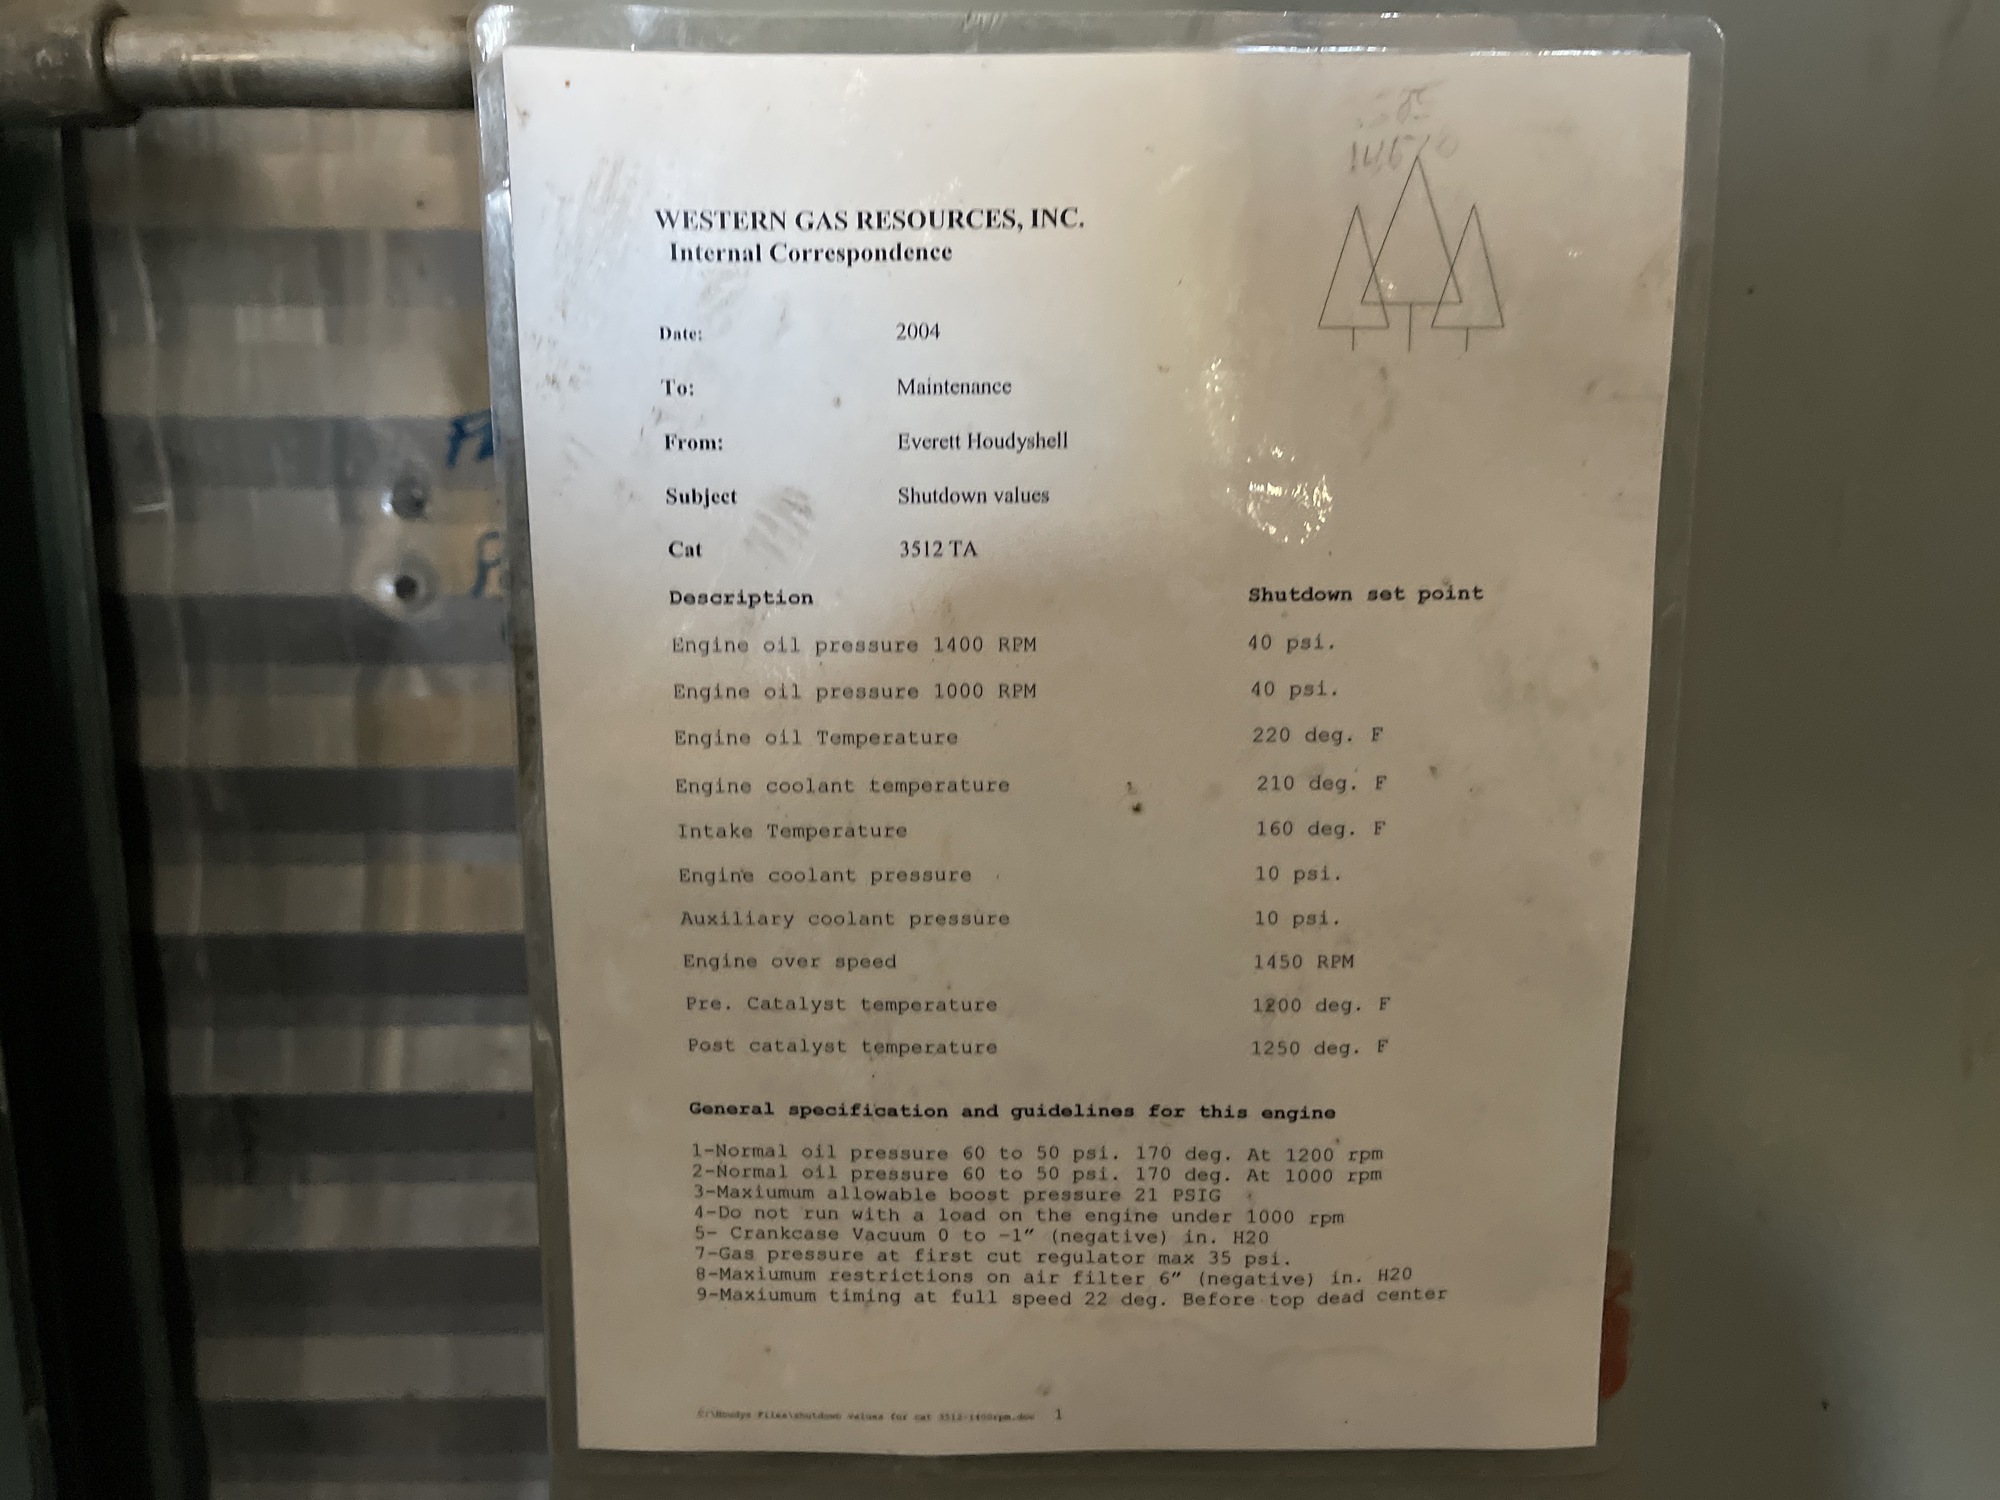 WESTERN GAS RESOURCES, INC.
Internal Correspondence
Date: 2004
To: Maintenance
From: Everett Houdyshell
Subject Shutdown values
Cat 3512 TA
Description Shutdown set point
Engine oil pressure 1400 RPM 40 psi.
Engine oil pressure 1000 RPM 40 psi.
Engine oil Temperature 220 deg. F
Engine coolant temperature 210 deg. F
Intake Temperature 160 deg. F
Engine coolant pressure 10 psi.
Auxiliary coolant pressure 10 psi.
Engine over speed 1450 RPM
Pre. Catalyst temperature 1200 deg. F
Post catalyst temperature 1250 deg. F
General specification and guidelines for this engine
1-Normal oil pressure 60 to 50 psi. 170 deg. At 1200 rpm
2-Normal oil pressure 60 to 50 psi. 170 deg. At 1000 rpm
3-Maxiumum allowable boost pressure 21 PSIG
4-Do not run with a load on the engine under 1000 rpm
5- Crankcase Vacuum 0 to -1″ (negative) in. H20
7-Gas pressure at first cut regulator max 35 psi.
8-Maxiumum restrictions on air filter 6″ (negative) in. H20
9-Maxiumum timing at full speed 22 deg. Before top dead center
Files\shutdown values for cat 3512-1400rpm 1